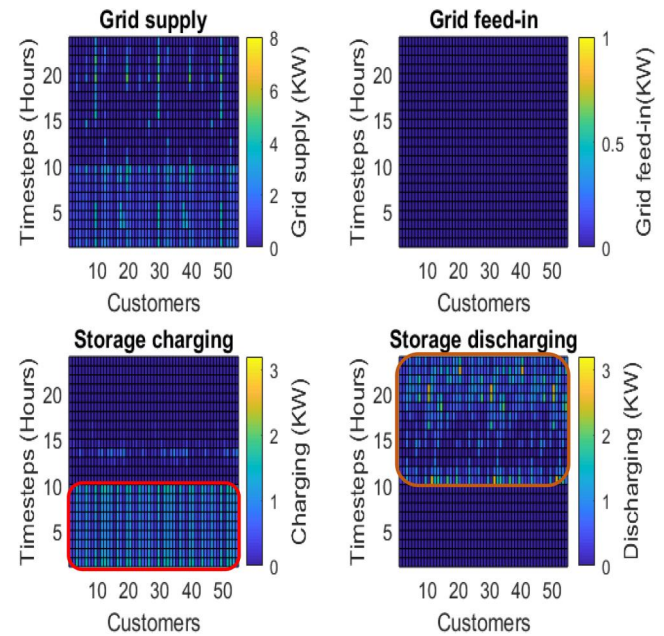 Grid supply
Timesteps (Hours)
20
15
10
5
10 20 30 40 50
Customers
8
6
4
2
0
Grid supply (KW)
Grid feed-in
Timesteps (Hours)
20
15
10
5
10 20 30 40 50
Customers
1
0.5
0
Grid feed-in(KW)
Storage charging
Timesteps (Hours)
20
15
10
5
10 20 30 40 50
Customers
3
2
1
0
Charging (KW)
Storage discharging
Timesteps (Hours)
20
15
10
5
10 20 30 40 50
Customers
3
2
1
0
Discharging (KW)